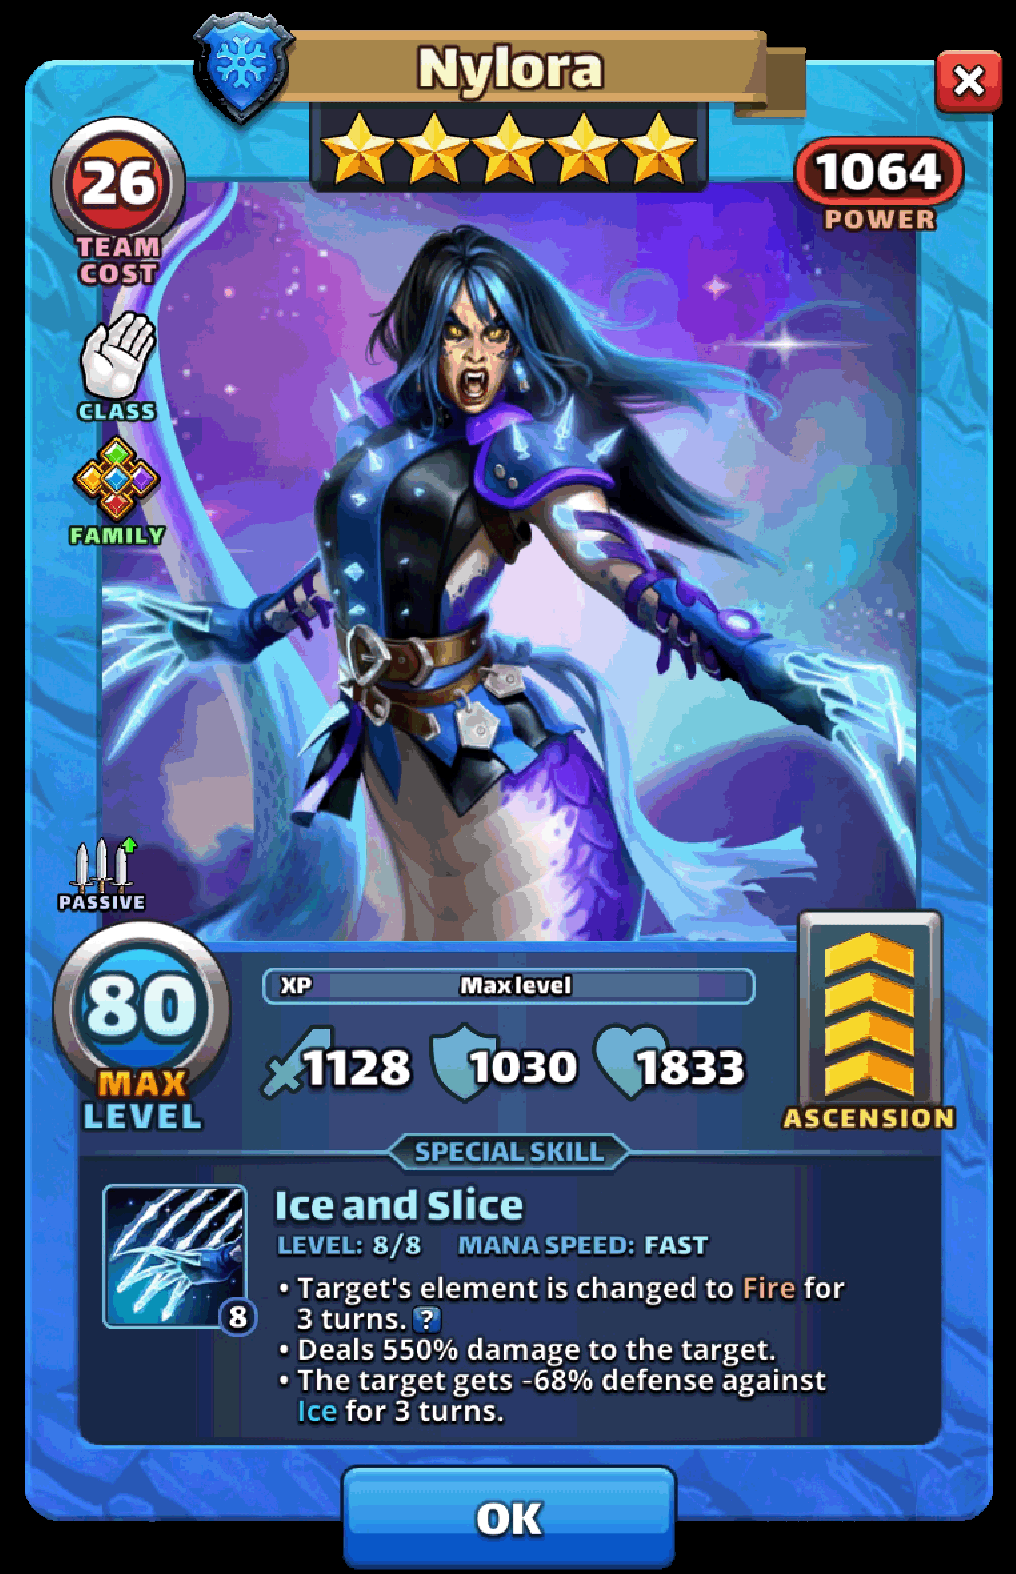 Nylora
26
TEAM
COST
1064
POWER
CLASS
FAMILY
PASSIVE
80
MAX
LEVEL
XP Max level
1128 1030 1833
ASCENSION
SPECIAL SKILL
Ice and Slice
LEVEL: 8/8 MANA SPEED: FAST
8
• Target's element is changed to Fire for
3 turns. ?
• Deals 550% damage to the target.
• The target gets -68% defense against
Ice for 3 turns.
OK